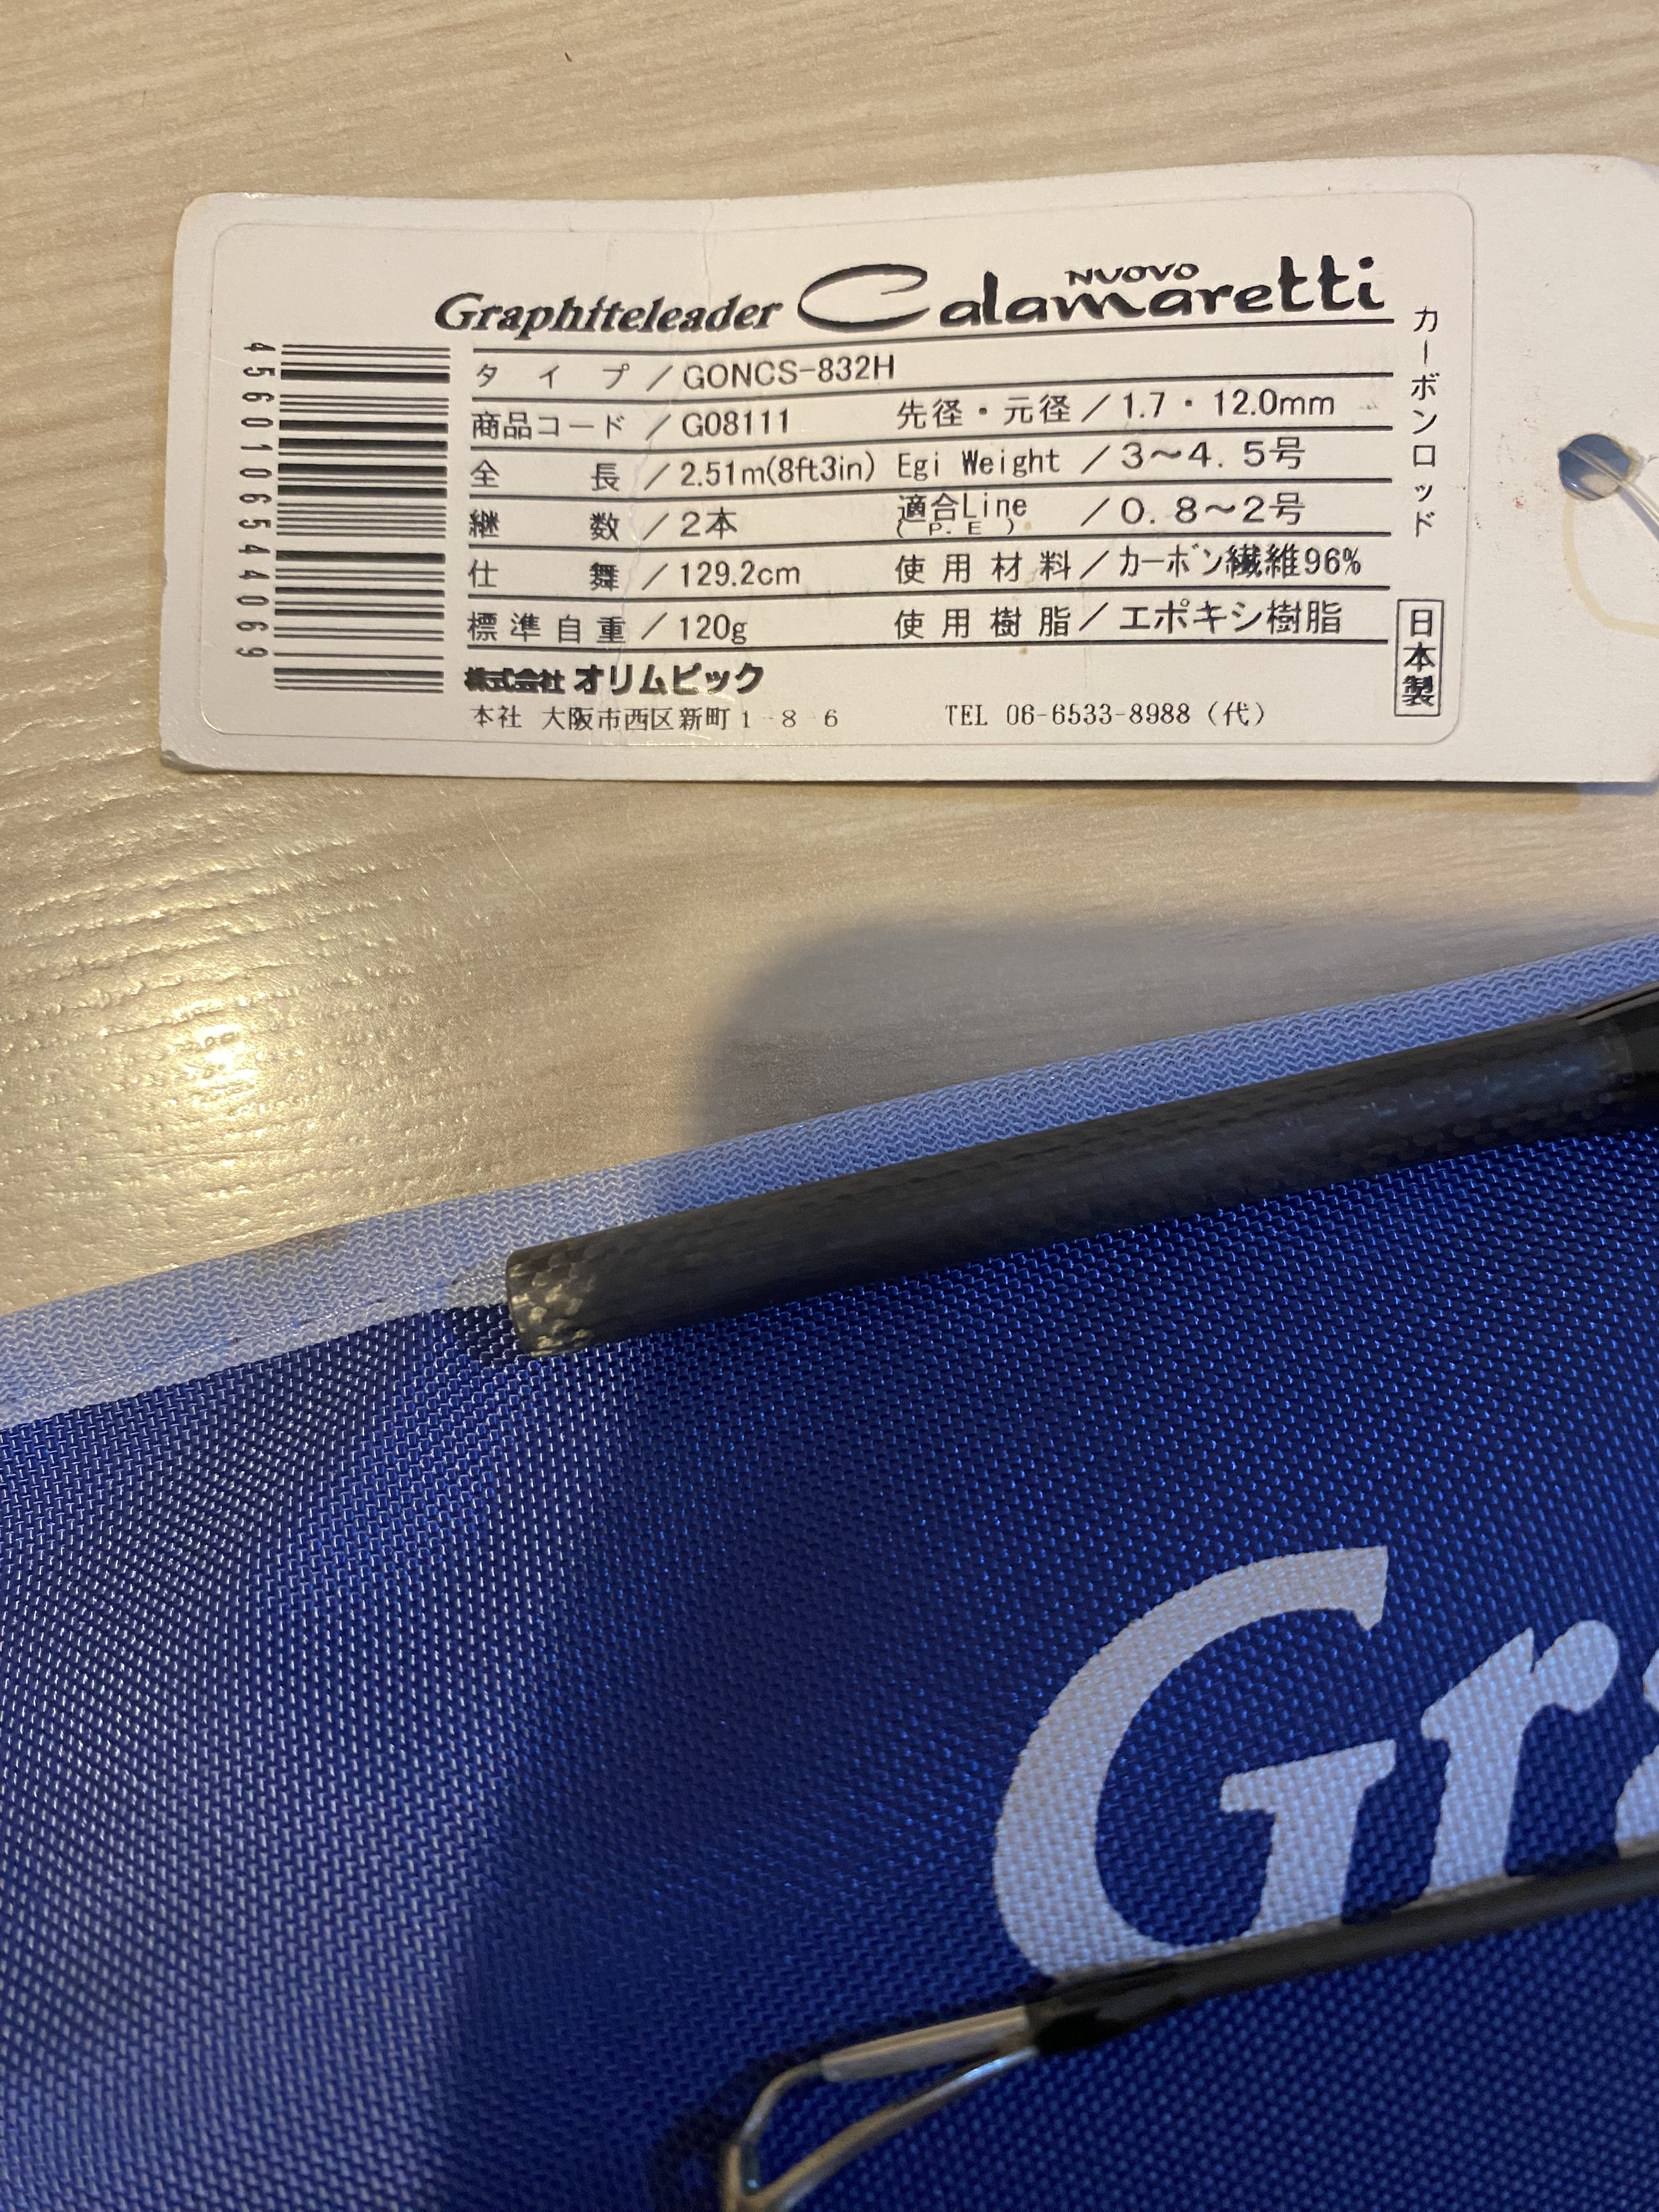 Graphiteleader Calamaretti NUOVO
タイプ/GONCS-832H
商品コード/G08111 先径・元径/1.7・12.0mm
全長/2.51m(8ft3in) Egi Weight/3~4.5号
継数/2本 適合Line(P.E)/0.8~2号
仕舞/129.2cm 使用材料/カーボン繊維96%
標準自重/120g 使用樹脂/エポキシ樹脂
株式会社オリムピック
本社 大阪市西区新町1-8-6 TEL 06-6533-8988(代)
カーボンロッド
日本製
4560106544069
Gr